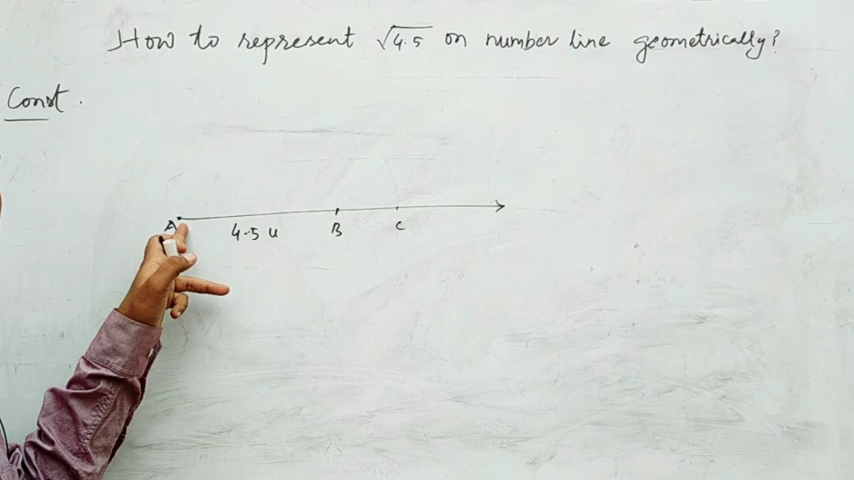 How to represent √4.5 on number line geometrically?
Const.
A 4.5 u B C